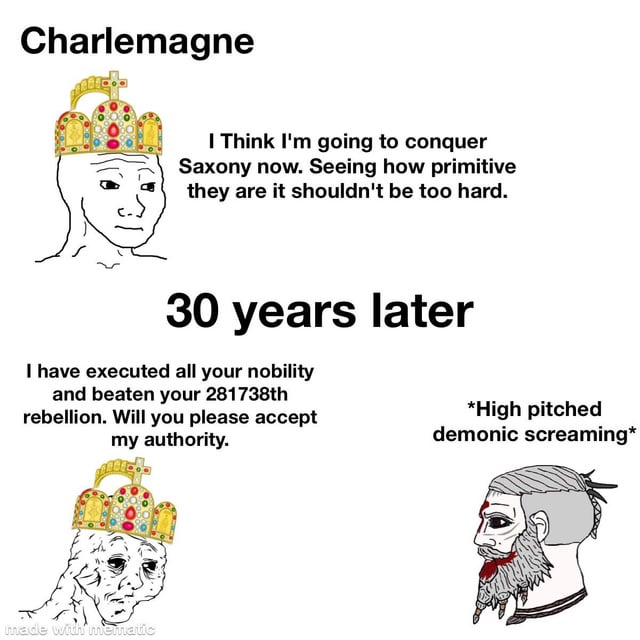 Charlemagne
I Think I'm going to conquer
Saxony now. Seeing how primitive
they are it shouldn't be too hard.
30 years later
I have executed all your nobility
and beaten your 281738th
rebellion. Will you please accept
my authority.
*High pitched
demonic screaming*
made with mematic